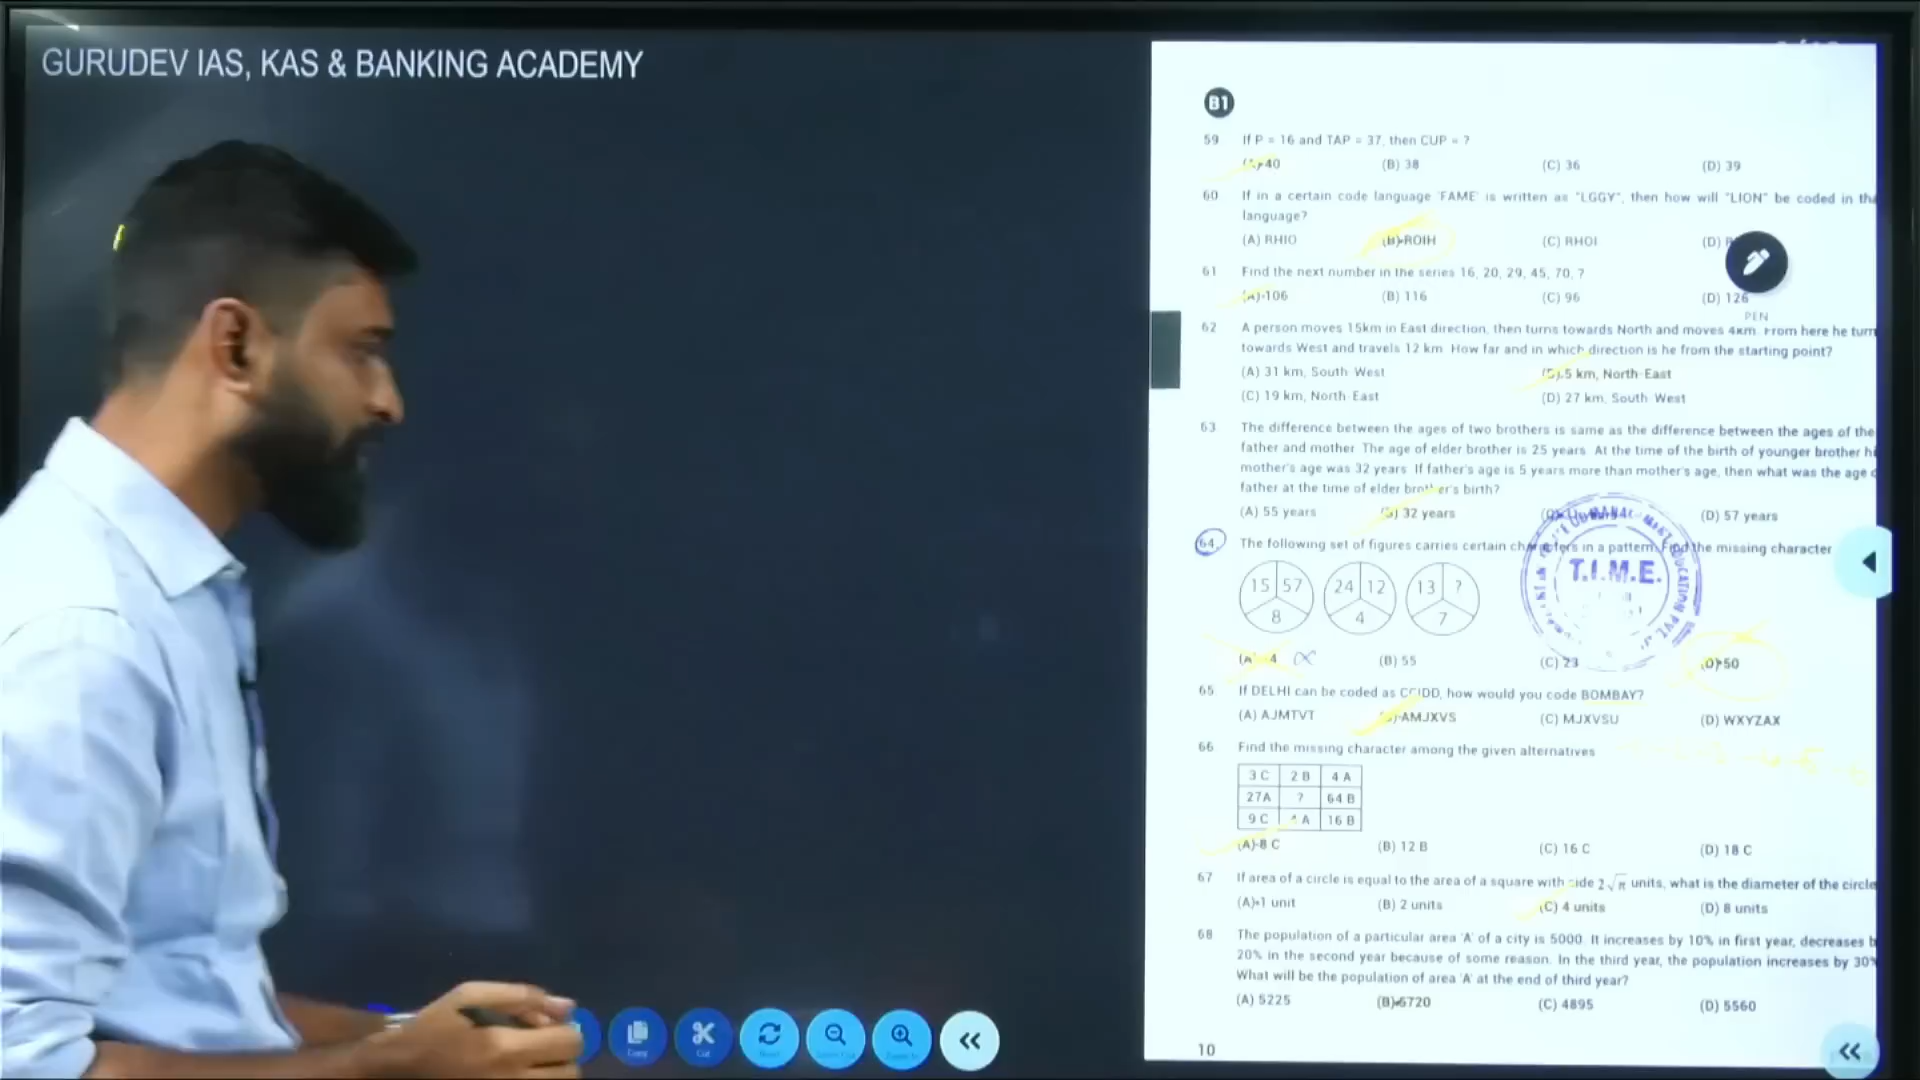 GURUDEV IAS, KAS & BANKING ACADEMY
B1
59 If P = 16 and TAP = 37, then CUP = ?
40 (B) 38 (C) 36 (D) 39
60 If in a certain code language 'FAME' is written as "LGGY", then how will "LION" be coded in
language?
(A) RHIO (B) ROIH (C) RHOI (D)
61 Find the next number in the series 16, 20, 29, 45, 70, ?
(A) 106 (B) 116 (C) 96 (D) 126
PEN
62 A person moves 15km in East direction, then turns towards North and moves 4km. From here he turn
towards West and travels 12 km. How far and in which direction is he from the starting point?
(A) 31 km, South-West 5 km, North-East
(C) 19 km, North-East (D) 27 km, South-West
63 The difference between the ages of two brothers is same as the difference between the ages of the
father and mother. The age of elder brother is 25 years. At the time of the birth of younger brother
mother's age was 32 years. If father's age is 5 years more than mother's age, then what was the age
father at the time of elder brother's birth?
(A) 55 years 32 years (D) 57 years
64 The following set of figures carries certain characters in a pattern. Find the missing character
T.I.M.E.
15 57 24 12 13 ?
8 4 7
(B) 55 (C) 23 (D) 50
65 If DELHI can be coded as CCIDD, how would you code BOMBAY?
(A) AJMTVT AMJXVS (C) MJXVSU (D) WXYZAX
66 Find the missing character among the given alternatives
3 C 2 B 4 A
27A ? 64 B
9 C 4 A 16 B
(A) 8 C (B) 12 B (C) 16 C (D) 18 C
67 If area of a circle is equal to the area of a square with side 2√π units, what is the diameter of the circle
(A) 1 unit (B) 2 units (C) 4 units (D) 8 units
68 The population of a particular area 'A' of a city is 5000. It increases by 10% in first year, decreases
20% in the second year because of some reason. In the third year, the population increases by 30%
What will be the population of area 'A' at the end of third year?
(A) 5225 (B) 5720 (C) 4895 (D) 5560
Copy Cut
10